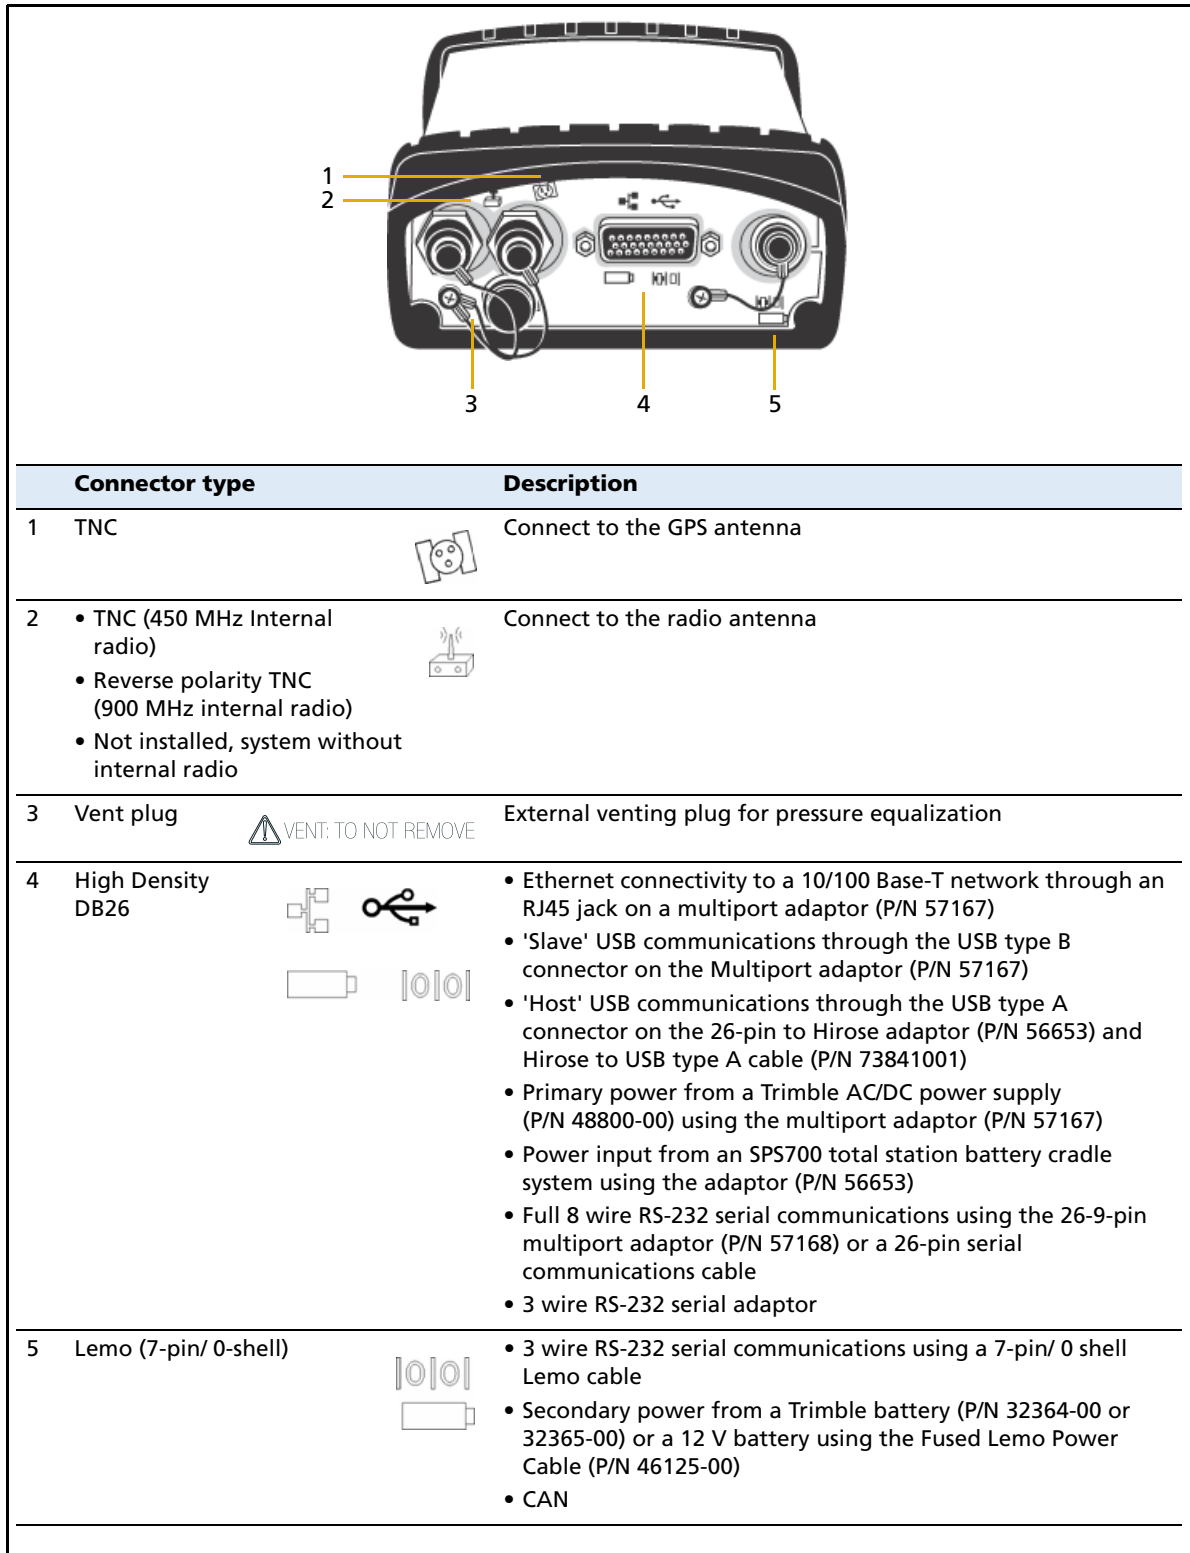 1
2
3 4 5
Connector type Description
1 TNC Connect to the GPS antenna
2 • TNC (450 MHz Internal Connect to the radio antenna
radio)
• Reverse polarity TNC
(900 MHz internal radio)
• Not installed, system without
internal radio
3 Vent plug VENT: TO NOT REMOVE External venting plug for pressure equalization
4 High Density • Ethernet connectivity to a 10/100 Base-T network through an
DB26 RJ45 jack on a multiport adaptor (P/N 57167)
• 'Slave' USB communications through the USB type B
connector on the Multiport adaptor (P/N 57167)
• 'Host' USB communications through the USB type A
connector on the 26-pin to Hirose adaptor (P/N 56653) and
Hirose to USB type A cable (P/N 73841001)
• Primary power from a Trimble AC/DC power supply
(P/N 48800-00) using the multiport adaptor (P/N 57167)
• Power input from an SPS700 total station battery cradle
system using the adaptor (P/N 56653)
• Full 8 wire RS-232 serial communications using the 26-9-pin
multiport adaptor (P/N 57168) or a 26-pin serial
communications cable
• 3 wire RS-232 serial adaptor
5 Lemo (7-pin/ 0-shell) • 3 wire RS-232 serial communications using a 7-pin/ 0 shell
Lemo cable
• Secondary power from a Trimble battery (P/N 32364-00 or
32365-00) or a 12 V battery using the Fused Lemo Power
Cable (P/N 46125-00)
• CAN